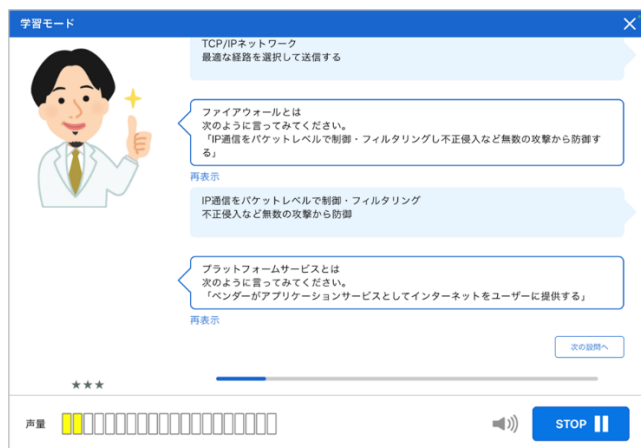 学習モード
TCP/IPネットワーク
最適な経路を選択して送信する
ファイアウォールとは
次のように言ってみてください。
「IP通信をパケットレベルで制御・フィルタリングし不正侵入など無数の攻撃から防御す
る」
再表示
IP通信をパケットレベルで制御・フィルタリング
不正侵入など無数の攻撃から防御
プラットフォームサービスとは
次のように言ってみてください。
「ベンダーがアプリケーションサービスとしてインターネットをユーザーに提供する」
再表示
次の設問へ
★★★
声量
STOP